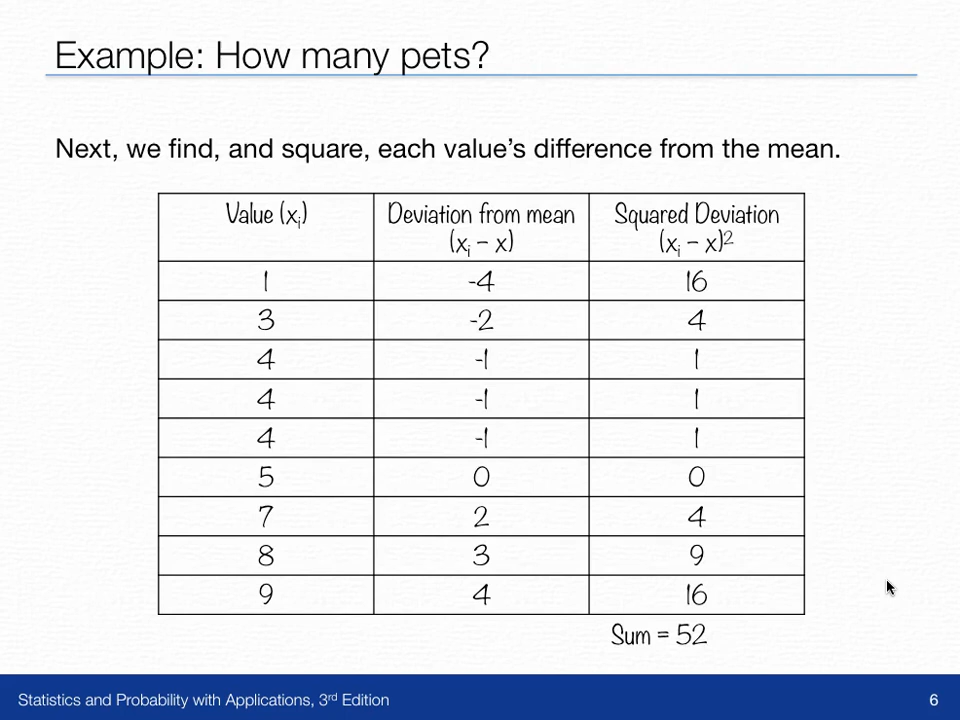 Example: How many pets?
Next, we find, and square, each value's difference from the mean.
Value (xᵢ) Deviation from mean (xᵢ – x) Squared Deviation (xᵢ – x)²
1 -4 16
3 -2 4
4 -1 1
4 -1 1
4 -1 1
5 0 0
7 2 4
8 3 9
9 4 16
Sum = 52
Statistics and Probability with Applications, 3rd Edition 6